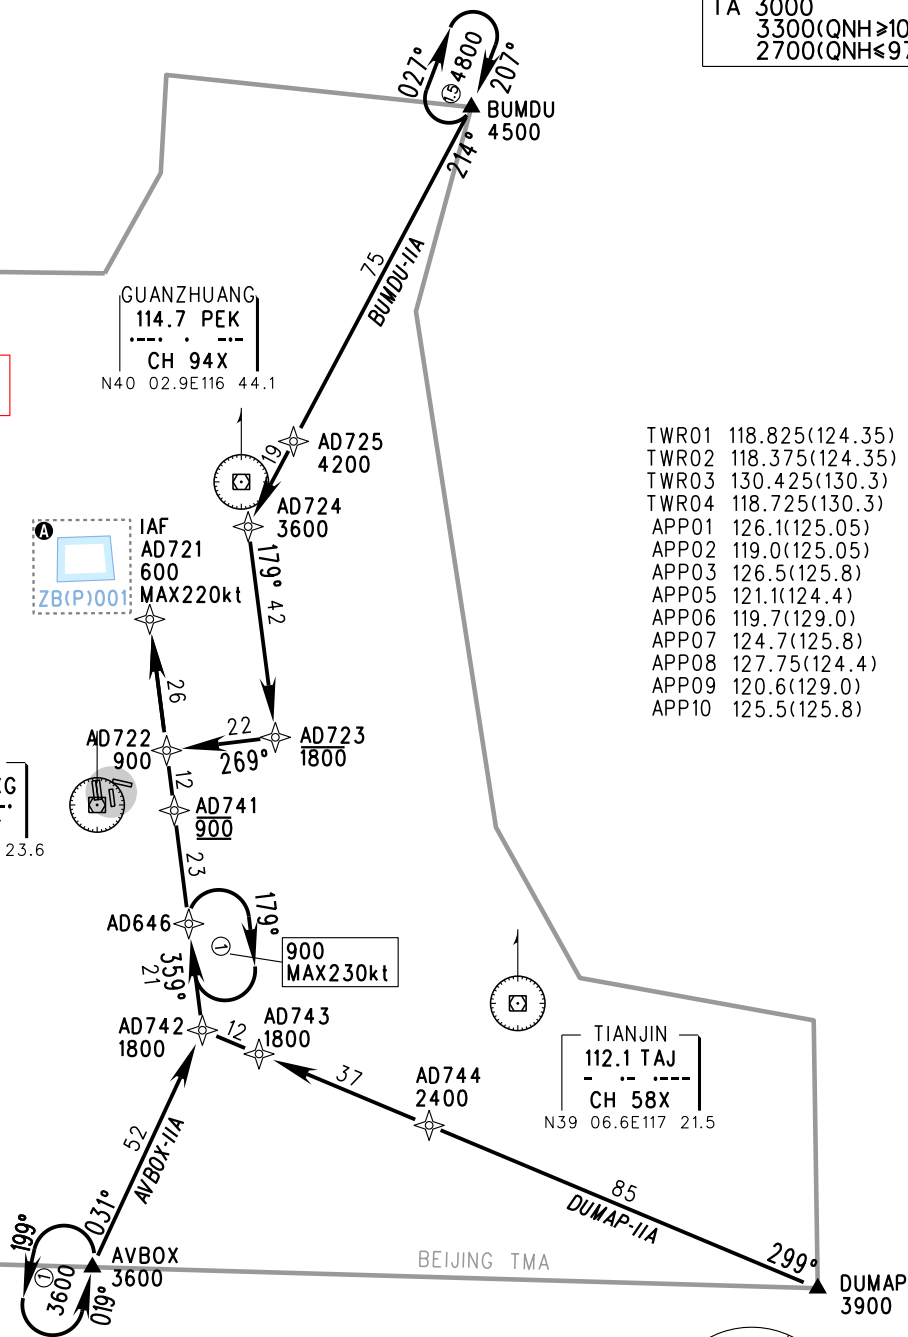 TA 3000
3300(QNH≥10
2700(QNH≤97
027°
1.5
4800
207°
BUMDU
4500
214°
75
BUMDU-11A
GUANZHUANG
114.7 PEK
·--· · -·-
CH 94X
N40 02.9E116 44.1
AD725
4200
19
AD724
3600
TWR01 118.825(124.35)
TWR02 118.375(124.35)
TWR03 130.425(130.3)
TWR04 118.725(130.3)
APP01 126.1(125.05)
APP02 119.0(125.05)
APP03 126.5(125.8)
APP05 121.1(124.4)
APP06 119.7(129.0)
APP07 124.7(125.8)
APP08 127.75(124.4)
APP09 120.6(129.0)
APP10 125.5(125.8)
A
ZB(P)001
IAF
AD721
600
MAX220kt
179°
42
26
22
269°
AD723
1800
AD722
900
12
AD741
900
23.6
23
AD646
179°
1
900
MAX230kt
359°
21
AD742
1800
12
AD743
1800
37
AD744
2400
TIANJIN
112.1 TAJ
- ·- ·---
CH 58X
N39 06.6E117 21.5
52
AVBOX-11A
031°
85
DUMAP-11A
299°
199°
1
3600
019°
AVBOX
3600
BEIJING TMA
DUMAP
3900